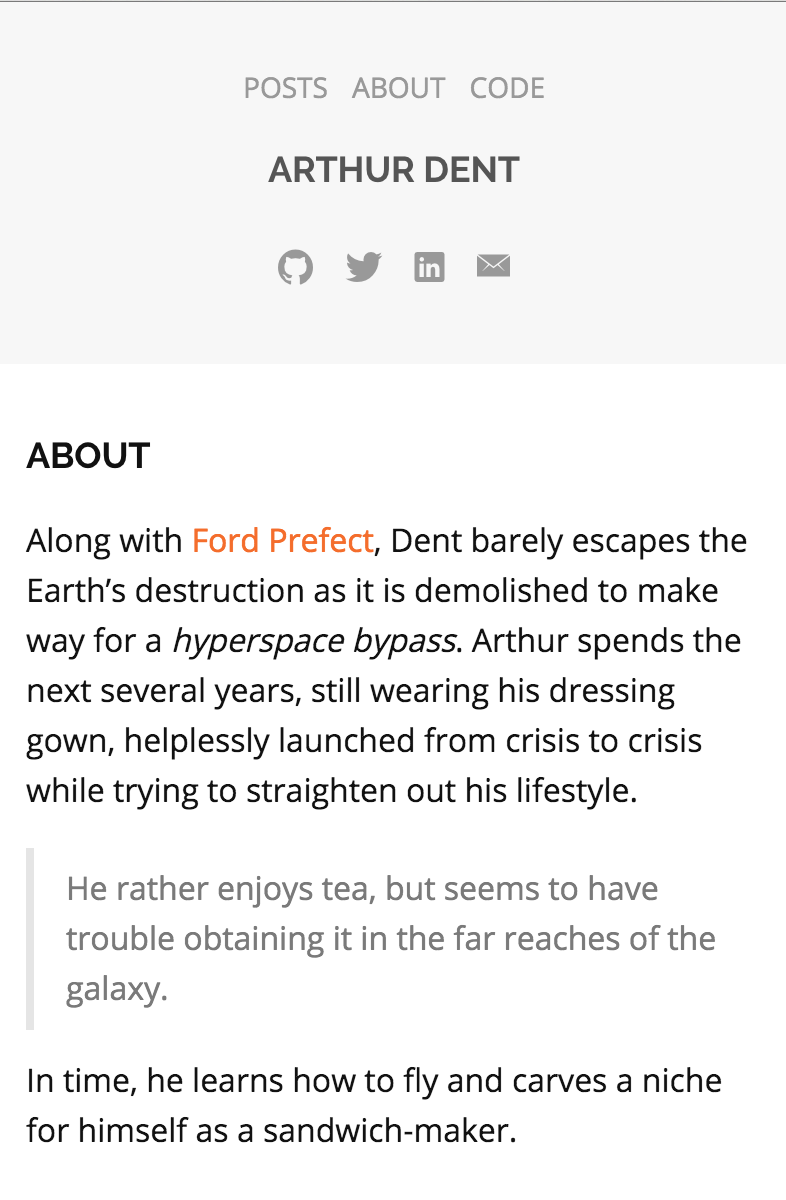 POSTS ABOUT CODE
ARTHUR DENT
in
ABOUT
Along with Ford Prefect, Dent barely escapes the
Earth’s destruction as it is demolished to make
way for a hyperspace bypass. Arthur spends the
next several years, still wearing his dressing
gown, helplessly launched from crisis to crisis
while trying to straighten out his lifestyle.
He rather enjoys tea, but seems to have
trouble obtaining it in the far reaches of the
galaxy.
In time, he learns how to fly and carves a niche
for himself as a sandwich-maker.